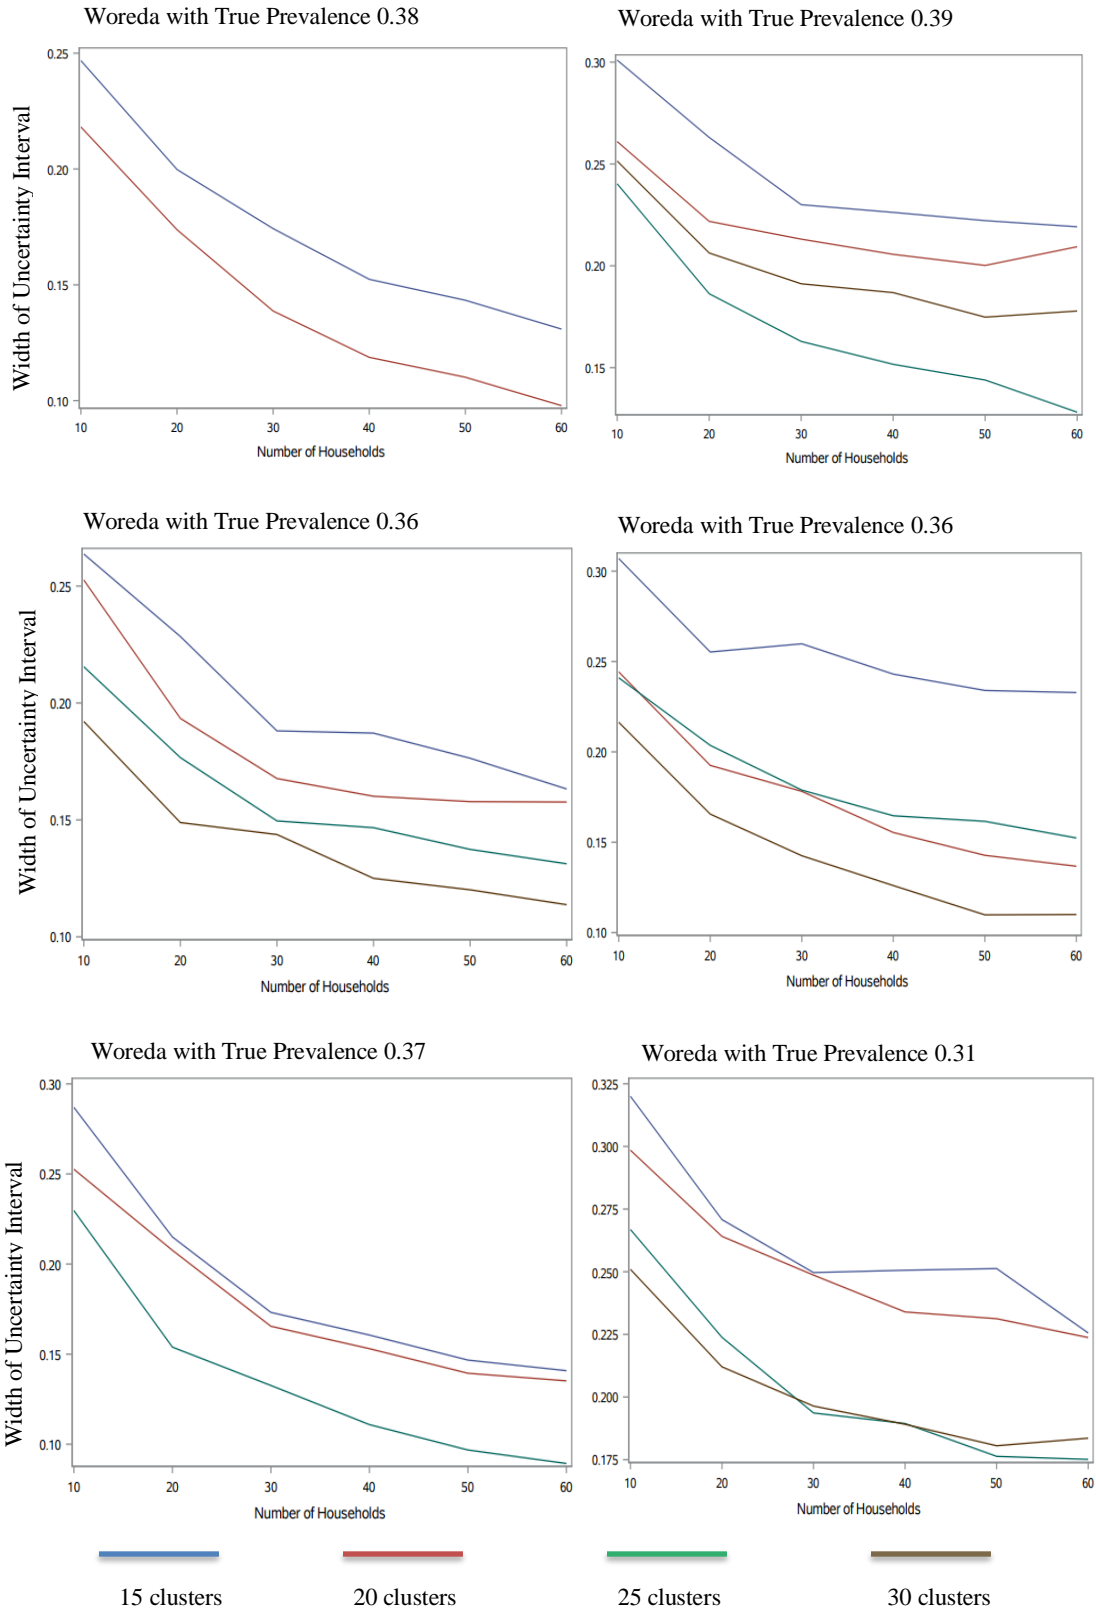 Woreda with True Prevalence 0.38
Width of Uncertainty Interval
0.25
0.20
0.15
0.10
10 20 30 40 50 60
Number of Households
Woreda with True Prevalence 0.39
0.30
0.25
0.20
0.15
10 20 30 40 50 60
Number of Households
Woreda with True Prevalence 0.36
Width of Uncertainty Interval
0.25
0.20
0.15
0.10
10 20 30 40 50 60
Number of Households
Woreda with True Prevalence 0.36
0.30
0.25
0.20
0.15
0.10
10 20 30 40 50 60
Number of Households
Woreda with True Prevalence 0.37
Width of Uncertainty Interval
0.30
0.25
0.20
0.15
0.10
10 20 30 40 50 60
Number of Households
Woreda with True Prevalence 0.31
0.325
0.300
0.275
0.250
0.225
0.200
0.175
10 20 30 40 50 60
Number of Households
15 clusters 20 clusters 25 clusters 30 clusters